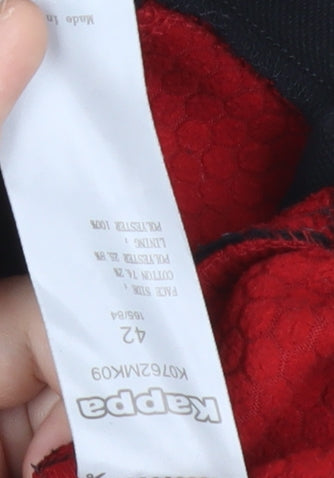 Kappa
K0762MK09
42
165/84
FACE SIDE :
COTTON 74.2%
POLYESTER 25.8%
LINING :
POLYESTER 100%
Made in